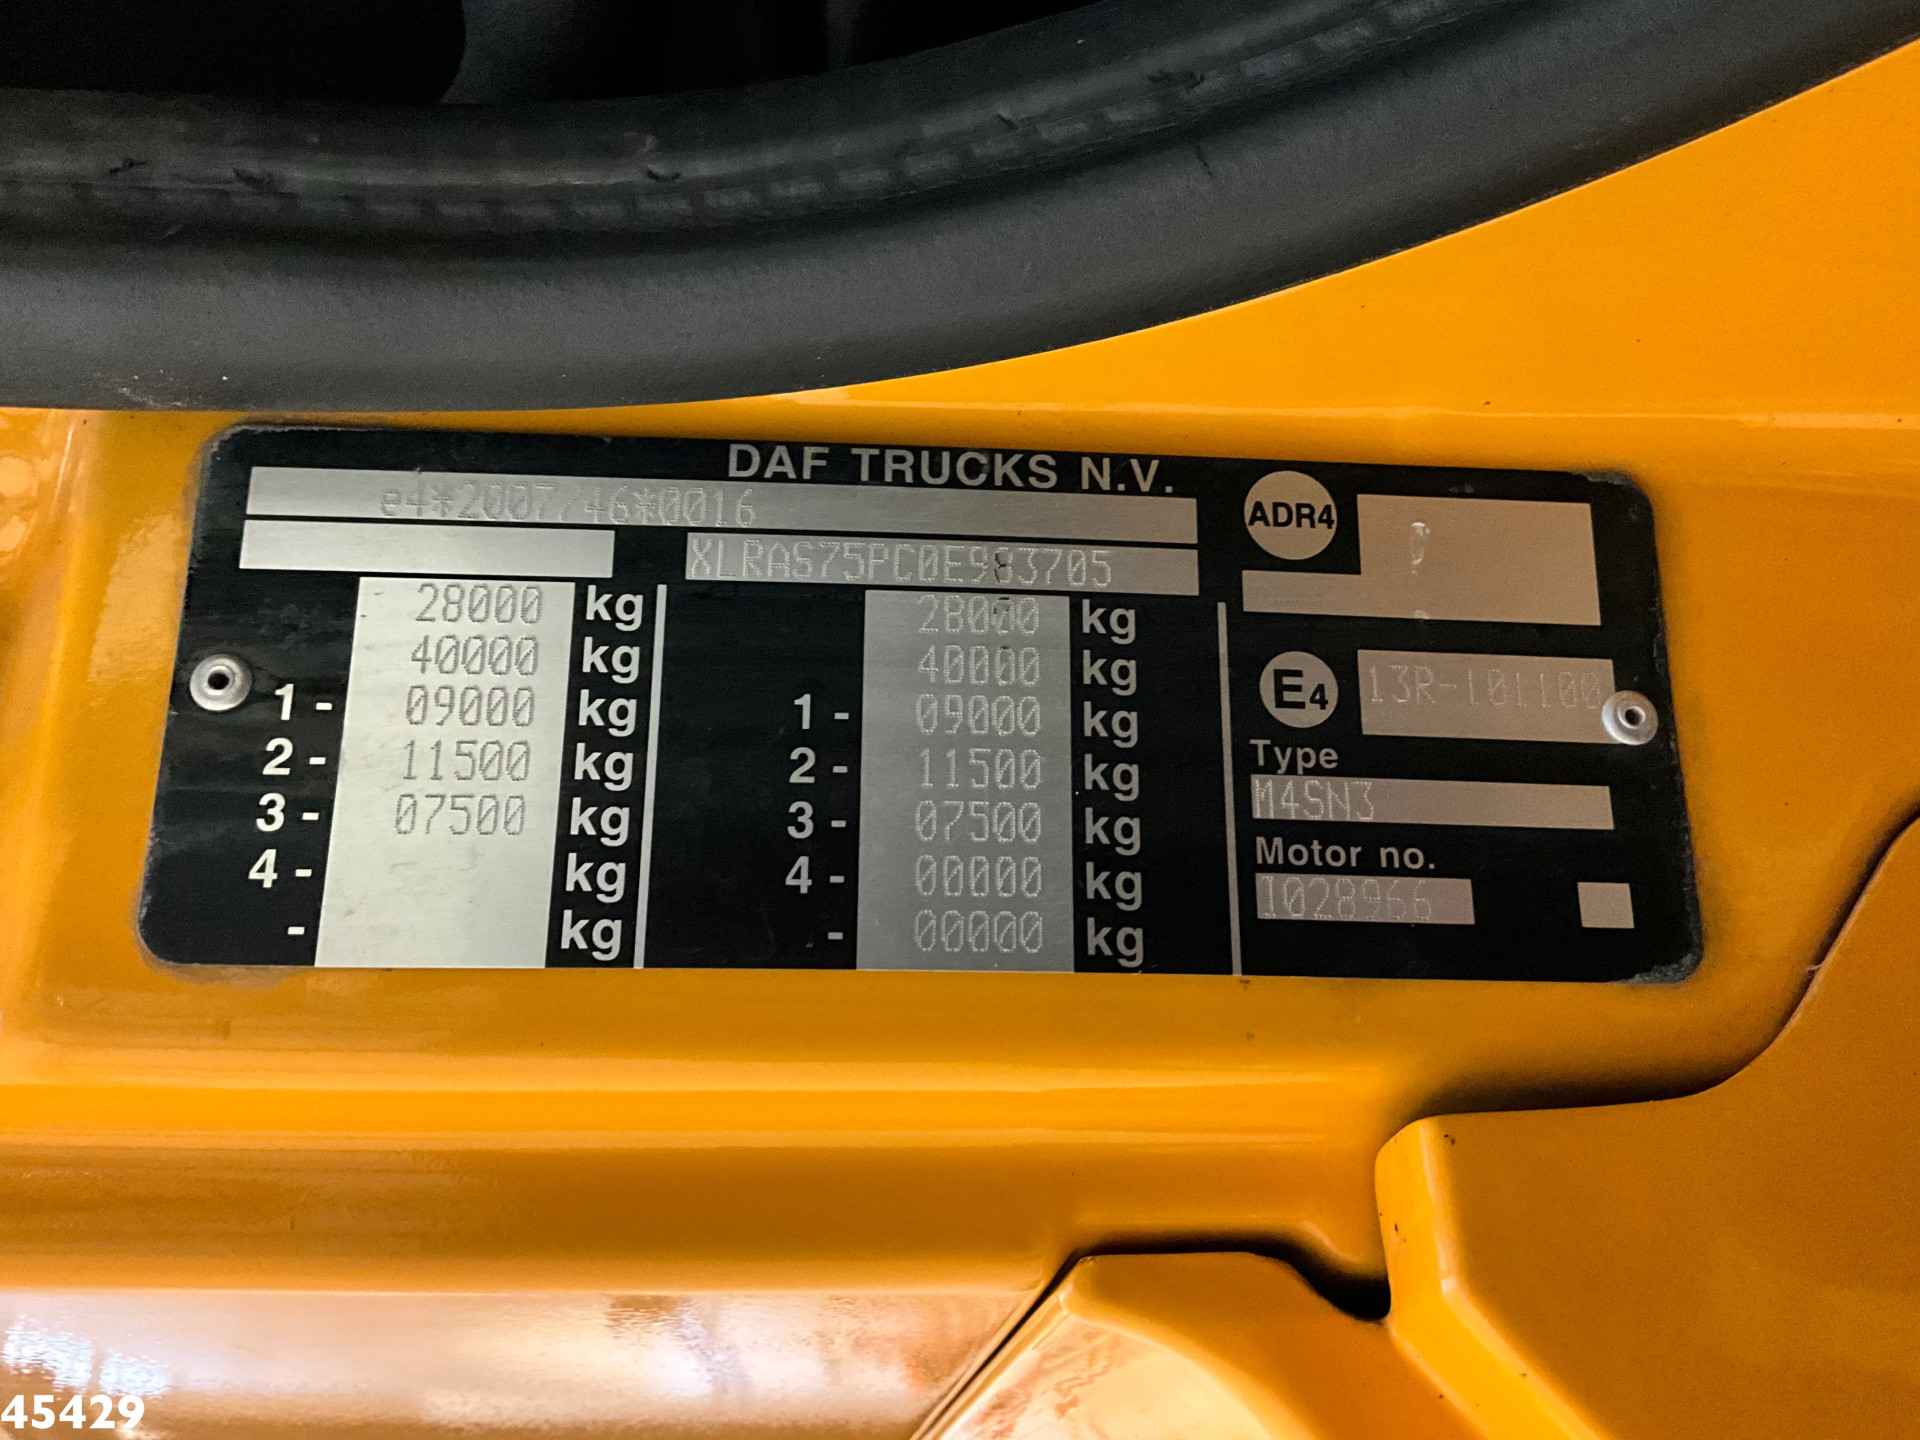 DAF TRUCKS N.V.
e4*2007/46*0016
XLRAS75PC0E983705
28000 kg
40000 kg
1- 09000 kg
2- 11500 kg
3- 07500 kg
4- kg
- kg
28000 kg
40000 kg
1- 09000 kg
2- 11500 kg
3- 07500 kg
4- 00000 kg
- 00000 kg
ADR4
E4 13R-101100
Type
M4SN3
Motor no.
1028966
45429